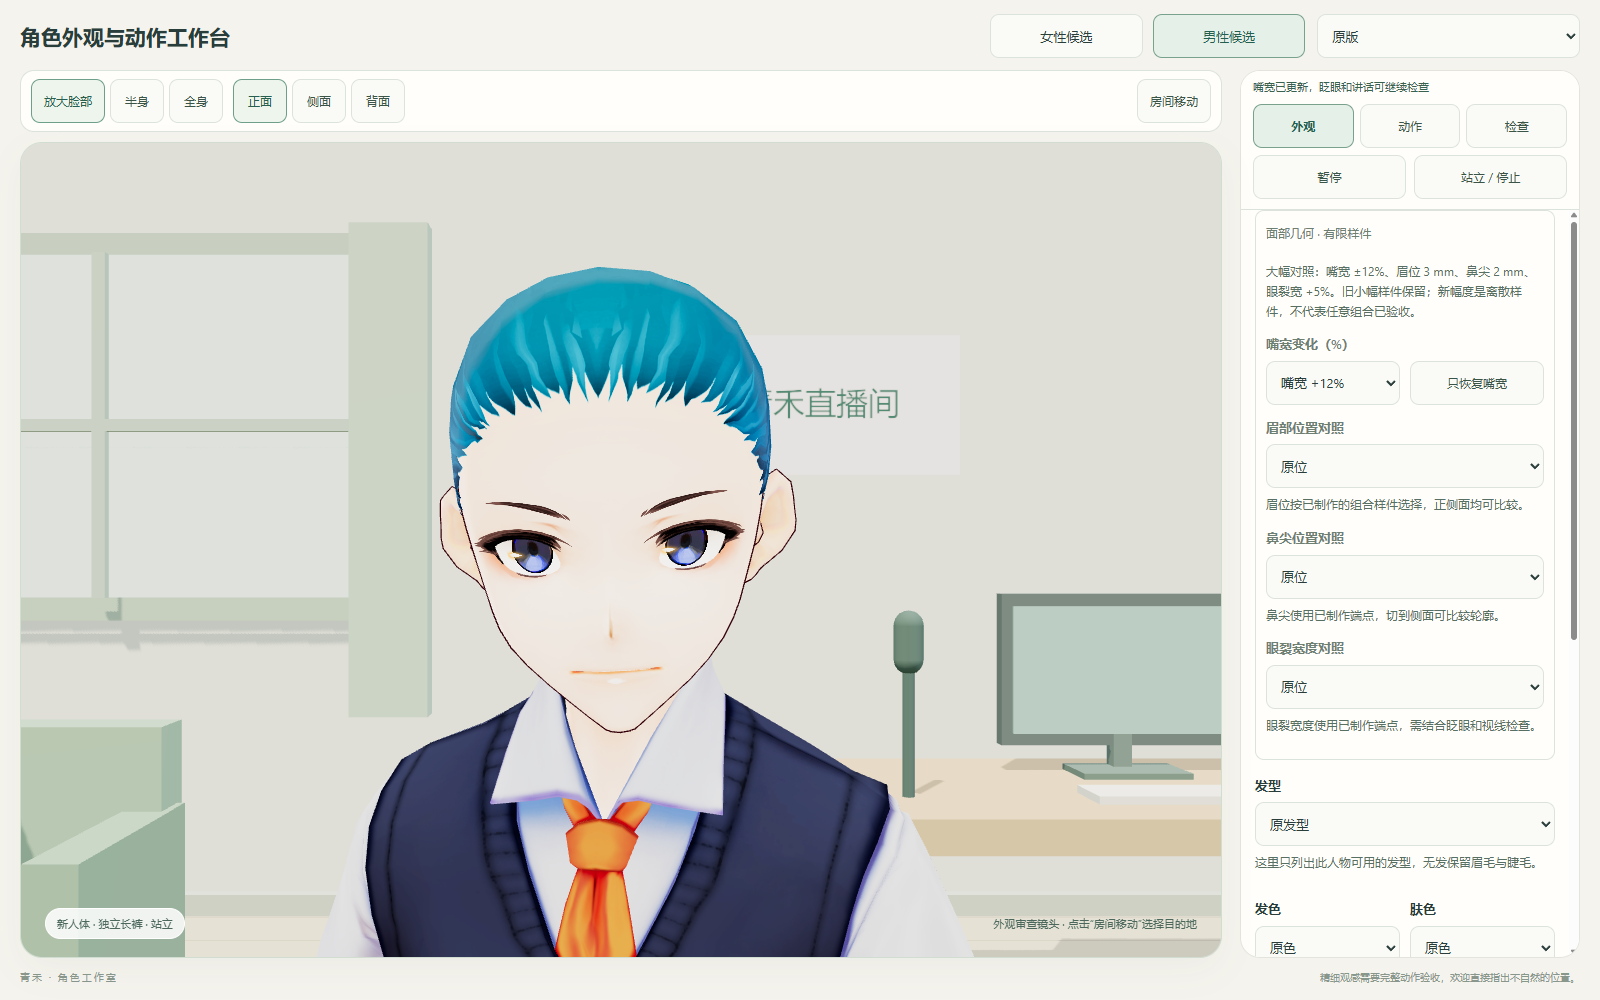 角色外观与动作工作台
女性候选
男性候选
原版
放大脸部
半身
全身
正面
侧面
背面
房间移动
禾直播间
新人体 · 独立长裤 · 站立
外观审查镜头 · 点击“房间移动”选择目的地
嘴宽已更新，眨眼和讲话可继续检查
外观
动作
检查
暂停
站立 / 停止
面部几何 · 有限样件
大幅对照：嘴宽 ±12%、眉位 3 mm、鼻尖 2 mm、
眼裂宽 +5%。旧小幅样件保留；新幅度是离散样
件，不代表任意组合已验收。
嘴宽变化（%）
嘴宽 +12%
只恢复嘴宽
眉部位置对照
原位
眉位按已制作的组合样件选择，正侧面均可比较。
鼻尖位置对照
原位
鼻尖使用已制作端点，切到侧面可比较轮廓。
眼裂宽度对照
原位
眼裂宽度使用已制作端点，需结合眨眼和视线检查。
发型
原发型
这里只列出此人物可用的发型，无发保留眉毛与睫毛。
发色
肤色
原色
原色
青禾 · 角色工作室
精细观感需要完整动作验收，欢迎直接指出不自然的位置。